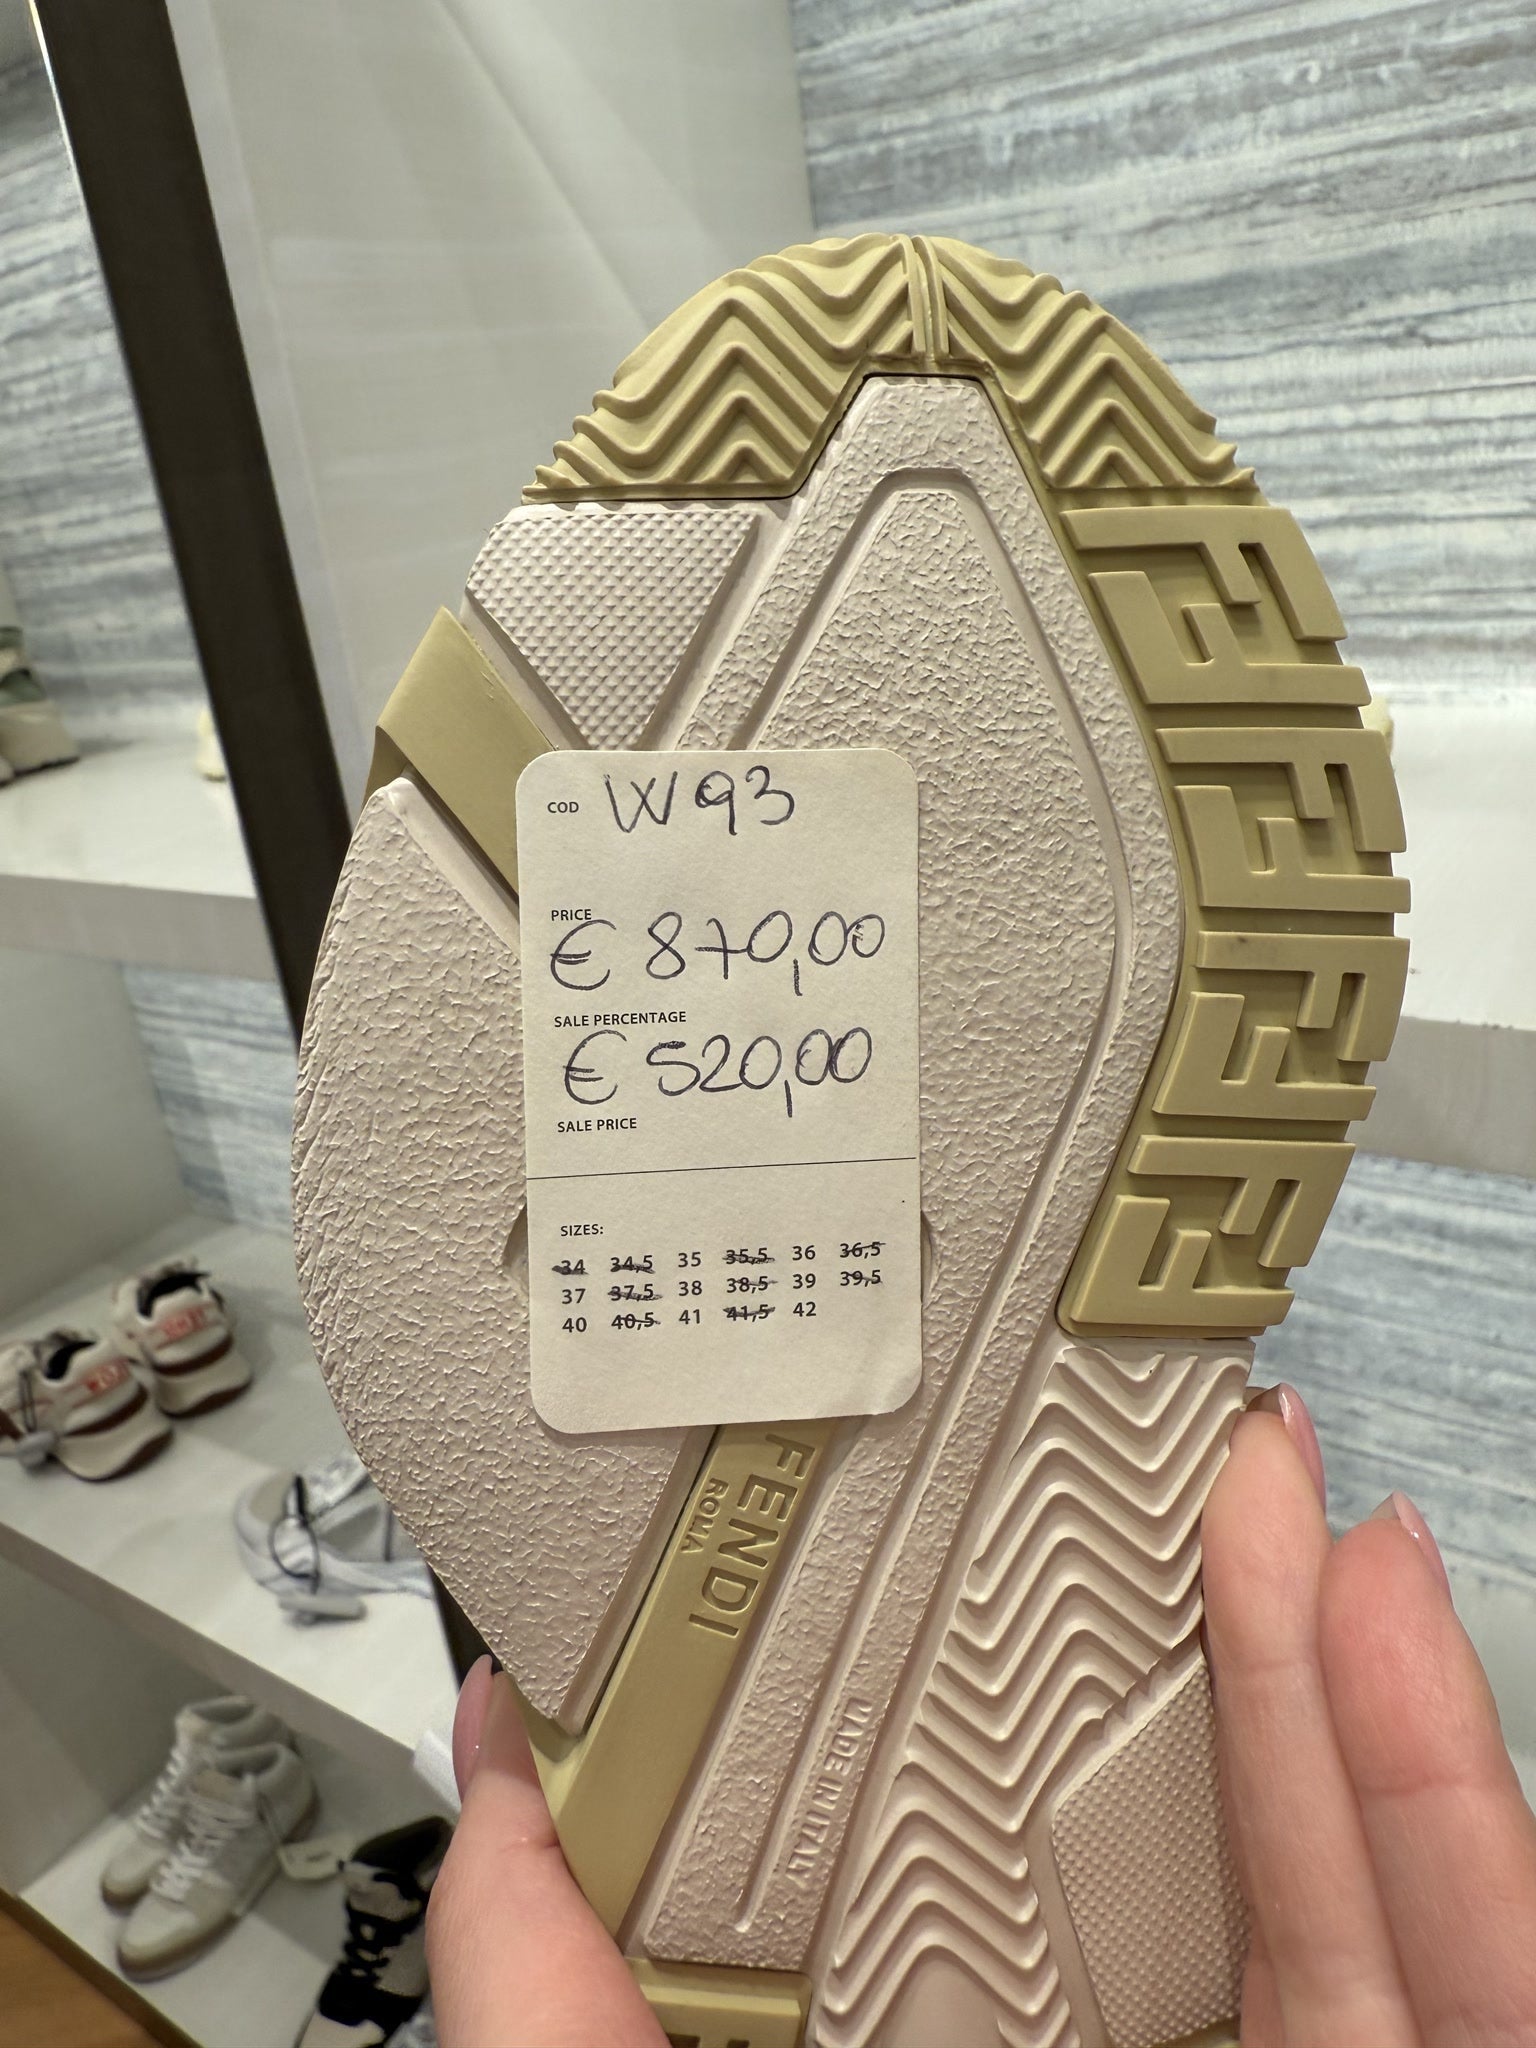 COD W93
PRICE
€ 870,00
SALE PERCENTAGE
€ 520,00
SALE PRICE
SIZES:
34 34,5 35 35,5 36 36,5
37 37,5 38 38,5 39 39,5
40 40,5 41 41,5 42
FENDI
ROMA
MADE IN ITALY